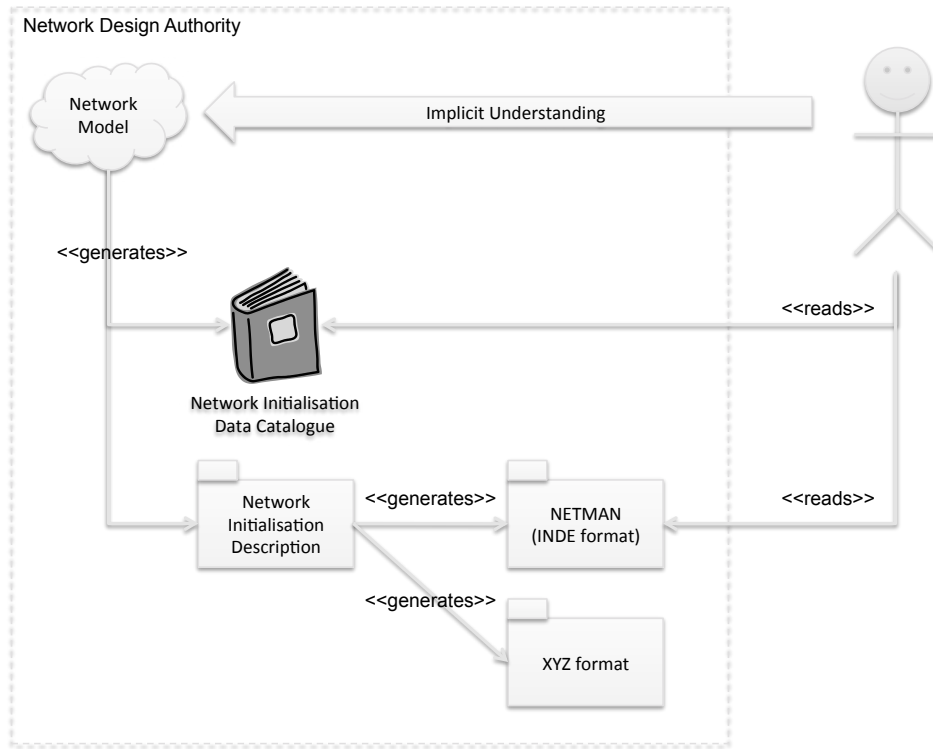 Network Design Authority
Network
Model
Implicit Understanding
<<generates>>
<<reads>>
Network Initialisation
Data Catalogue
Network
Initialisation
Description
<<generates>>
NETMAN
(INDE format)
<<reads>>
<<generates>>
XYZ format